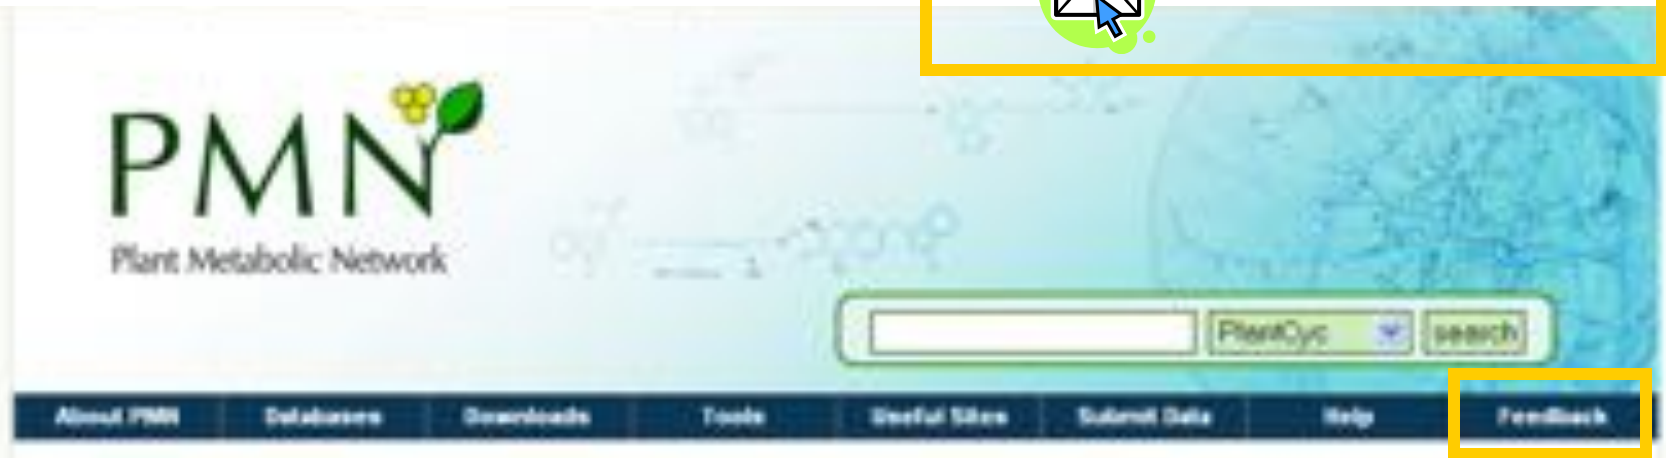 PMN
Plant Metabolic Network
PlantCyc search
About PMN Databases Downloads Tools Useful Sites Submit Data Help Feedback